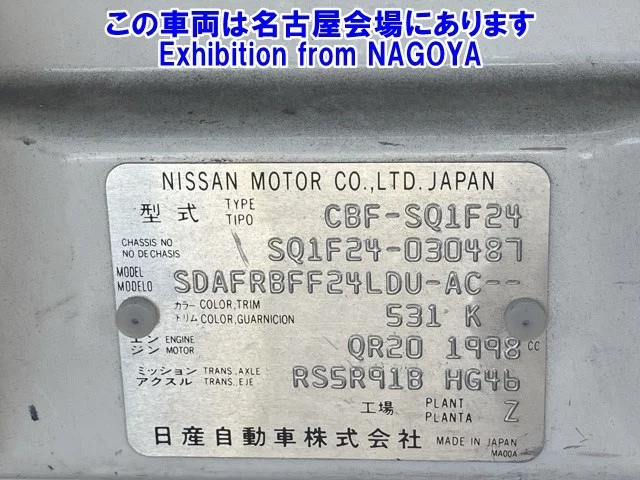 この車両は名古屋会場にあります
Exhibition from NAGOYA
NISSAN MOTOR CO.,LTD. JAPAN
型式 TYPE TIPO CBF-SQ1F24
CHASSIS NO NO DE CHASIS SQ1F24-030487
MODEL MODELO SDAFRBFF24LDU-AC--
カラー COLOR,TRIM
トリム COLOR,GUARNICION 531 K
エンジン ENGINE MOTOR QR20 1998 CC
ミッション TRANS.,AXLE
アクスル TRANS.,EJE RS5R91B HG46
工場 PLANT PLANTA Z
日産自動車株式会社 MADE IN JAPAN
MA00A